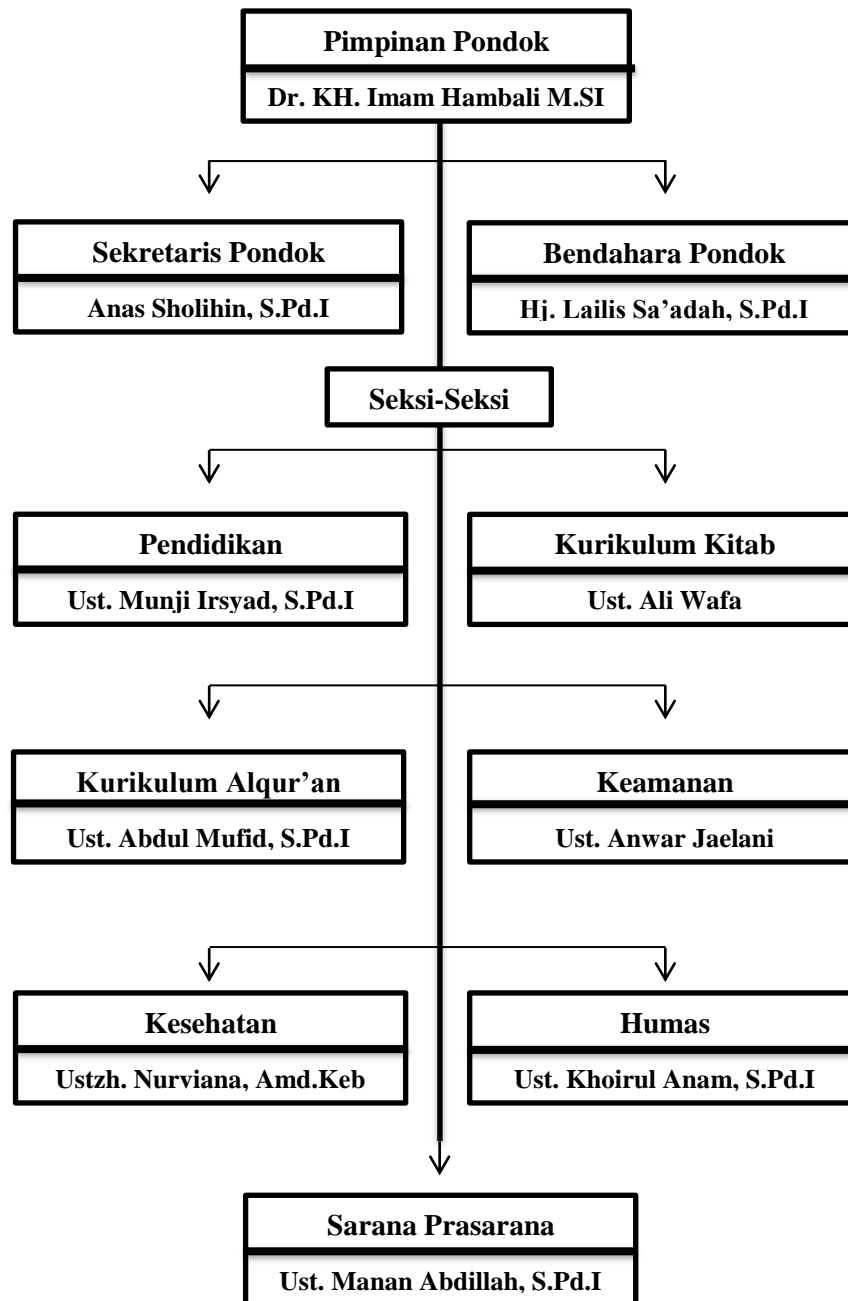 Pimpinan Pondok
Dr. KH. Imam Hambali M.SI
Sekretaris Pondok
Anas Sholihin, S.Pd.I
Bendahara Pondok
Hj. Lailis Sa’adah, S.Pd.I
Seksi-Seksi
Pendidikan
Ust. Munji Irsyad, S.Pd.I
Kurikulum Kitab
Ust. Ali Wafa
Kurikulum Alqur’an
Ust. Abdul Mufid, S.Pd.I
Keamanan
Ust. Anwar Jaelani
Kesehatan
Ustzh. Nurviana, Amd.Keb
Humas
Ust. Khoirul Anam, S.Pd.I
Sarana Prasarana
Ust. Manan Abdillah, S.Pd.I